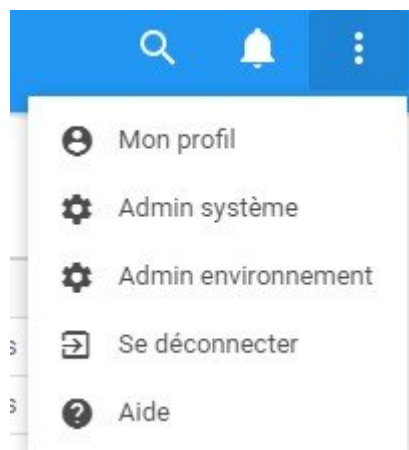 Mon profil
Admin système
Admin environnement
Se déconnecter
Aide